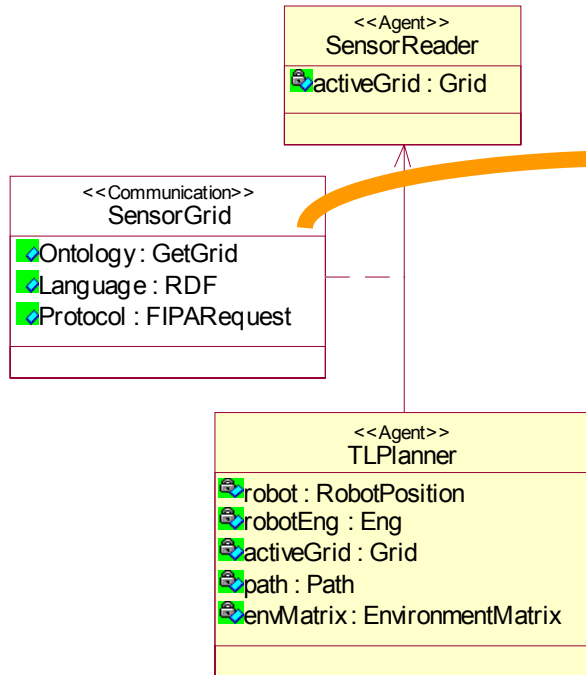 <<Agent>>
SensorReader
activeGrid : Grid
<<Communication>>
SensorGrid
Ontology : GetGrid
Language : RDF
Protocol : FIPARequest
<<Agent>>
TLPlanner
robot : RobotPosition
robotEng : Eng
activeGrid : Grid
path : Path
envMatrix : EnvironmentMatrix